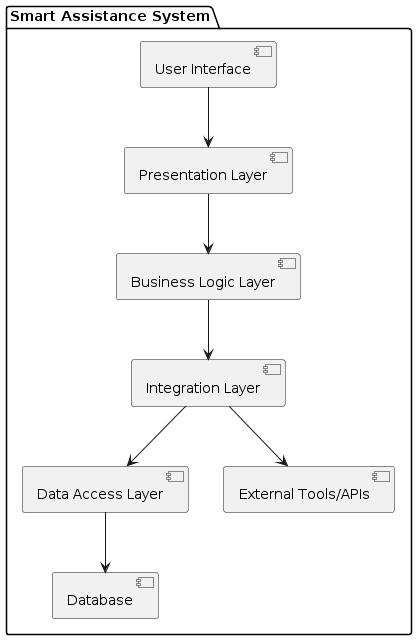 Smart Assistance System
User Interface
Presentation Layer
Business Logic Layer
Integration Layer
Data Access Layer
External Tools/APIs
Database